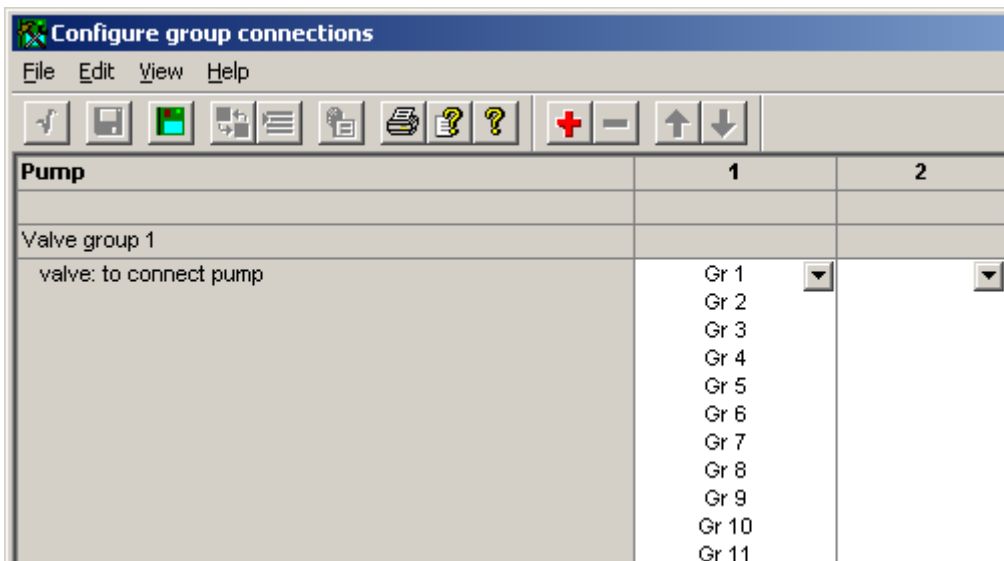 Configure group connections
File Edit View Help
Pump 1 2
Valve group 1
valve: to connect pump Gr 1
Gr 2
Gr 3
Gr 4
Gr 5
Gr 6
Gr 7
Gr 8
Gr 9
Gr 10
Gr 11